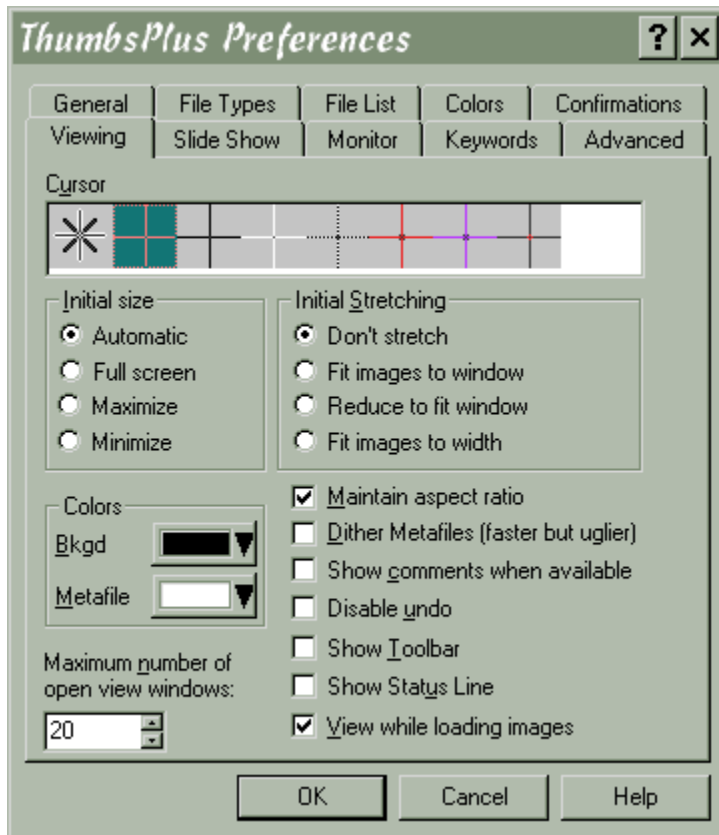 ThumbsPlus Preferences ? ×
General File Types File List Colors Confirmations
Viewing Slide Show Monitor Keywords Advanced
Cursor
Initial size
Automatic
Full screen
Maximize
Minimize
Initial Stretching
Don't stretch
Fit images to window
Reduce to fit window
Fit images to width
Colors
Bkgd
Metafile
Maximum number of
open view windows:
20
Maintain aspect ratio
Dither Metafiles (faster but uglier)
Show comments when available
Disable undo
Show Toolbar
Show Status Line
View while loading images
OK Cancel Help